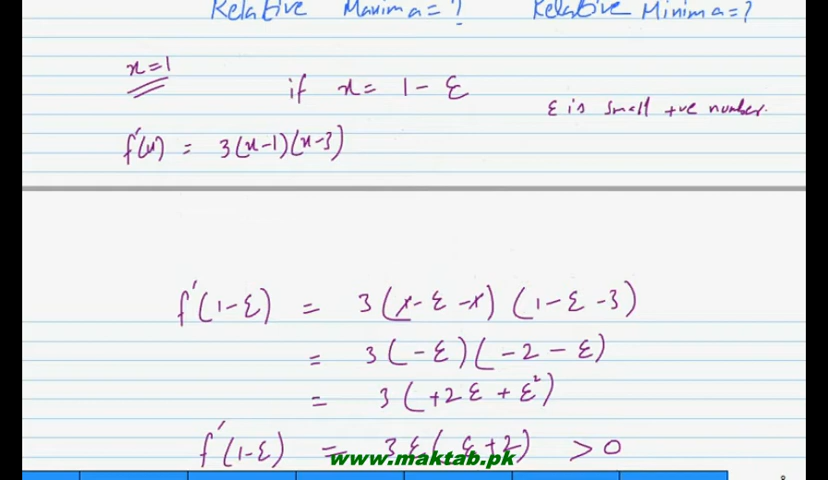 Relative Maxima=? Relative Minima=?
x=1
if x= 1-ε
ε is small +ve number.
f'(x) = 3(x-1)(x-3)
f'(1-ε) = 3(1-ε-1)(1-ε-3)
= 3(-ε)(-2-ε)
= 3(+2ε+ε²)
f'(1-ε) = 3ε(ε+2) >0
www.maktab.pk